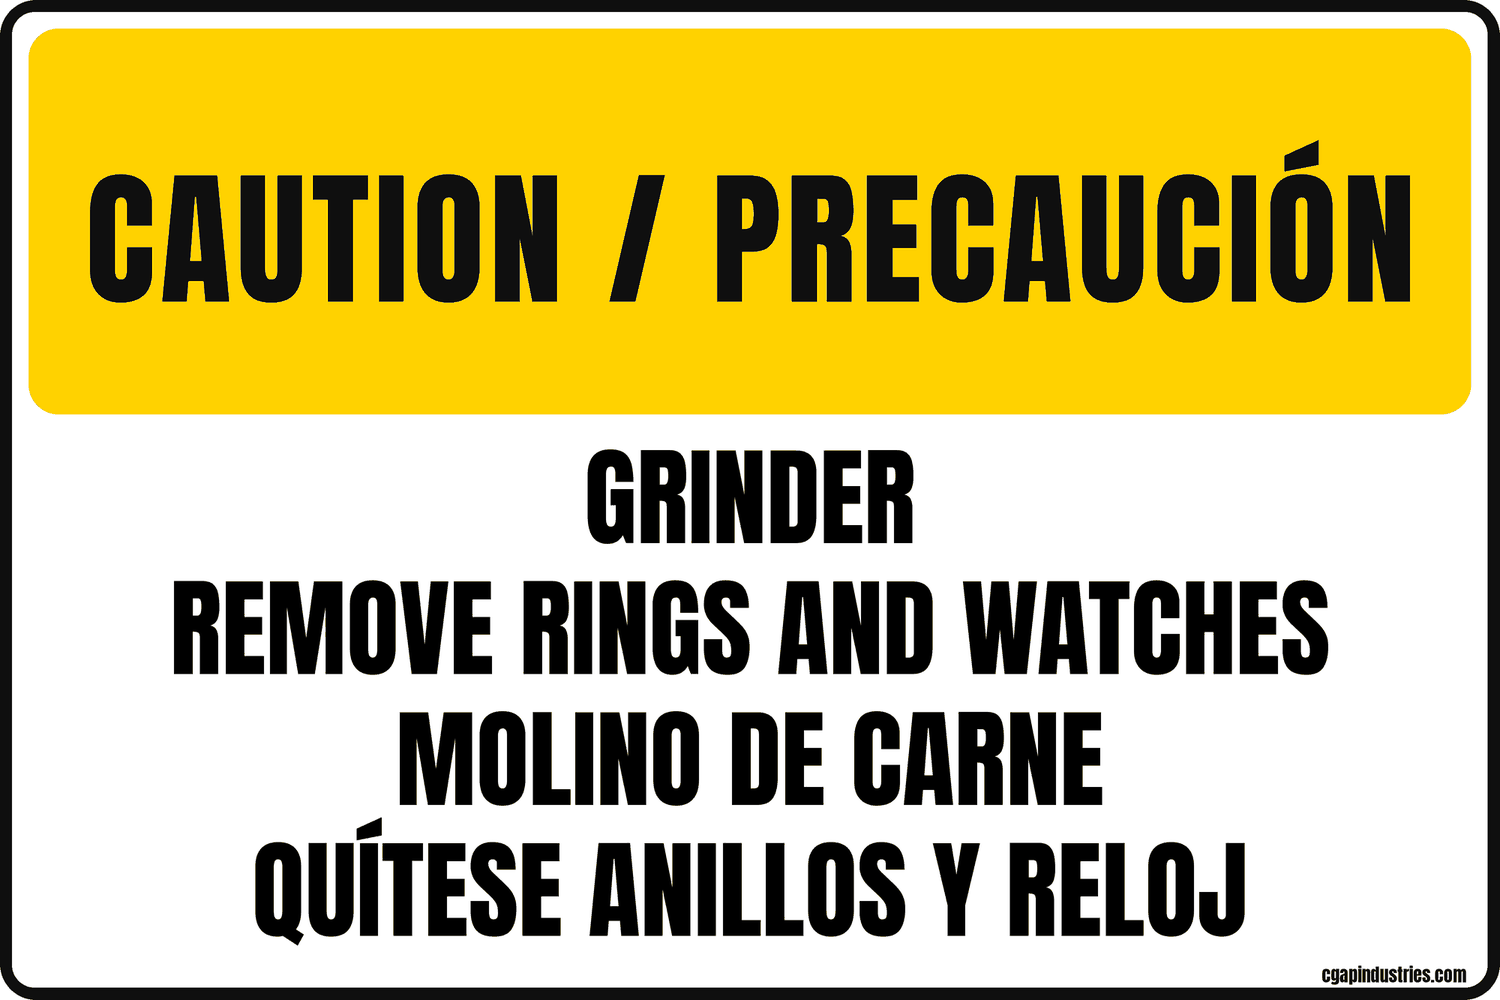 CAUTION / PRECAUCIÓN
GRINDER
REMOVE RINGS AND WATCHES
MOLINO DE CARNE
QUÍTESE ANILLOS Y RELOJ
cgapindustries.com